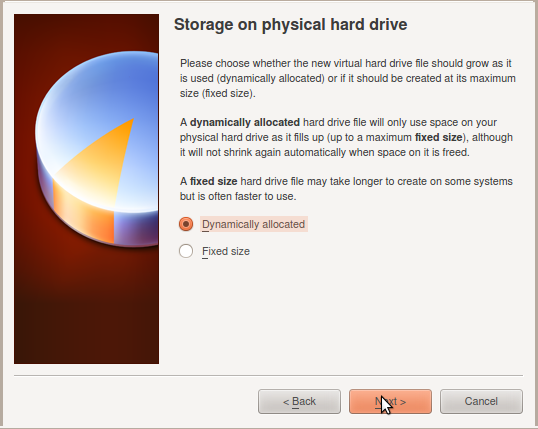 Storage on physical hard drive
Please choose whether the new virtual hard drive file should grow as it
is used (dynamically allocated) or if it should be created at its maximum
size (fixed size).
A dynamically allocated hard drive file will only use space on your
physical hard drive as it fills up (up to a maximum fixed size), although
it will not shrink again automatically when space on it is freed.
A fixed size hard drive file may take longer to create on some systems
but is often faster to use.
Dynamically allocated
Fixed size
< Back
Next >
Cancel